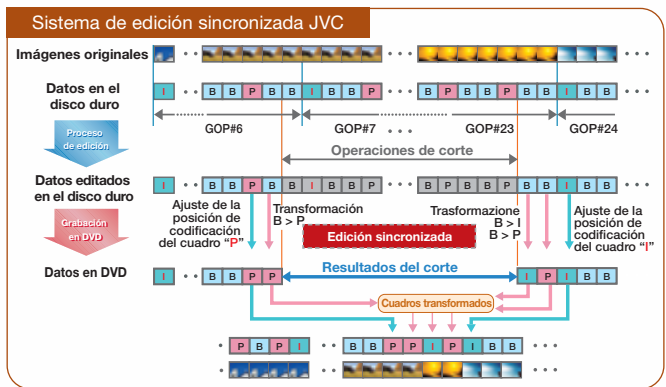 Sistema de edición sincronizada JVC
Imágenes originales
Datos en el
disco duro
I B B P B B I B B P B P B B P B B I B B
GOP#6 GOP#7 GOP#23 GOP#24
Proceso
de edición
Operaciones de corte
Datos editados
en el disco duro
I B B P B B I B B P B P B B P B B I B B
Grabación
en DVD
Ajuste de la
posición de
codificación
del cuadro “P”
Transformación
B > P
Edición sincronizada
Trasformazione
B > I
B > P
Ajuste de la
posición de
codificación
del cuadro “I”
Datos en DVD
I B B P P
Resultados del corte
I P I B B
Cuadros transformados
P B P I B B P P I P I B B